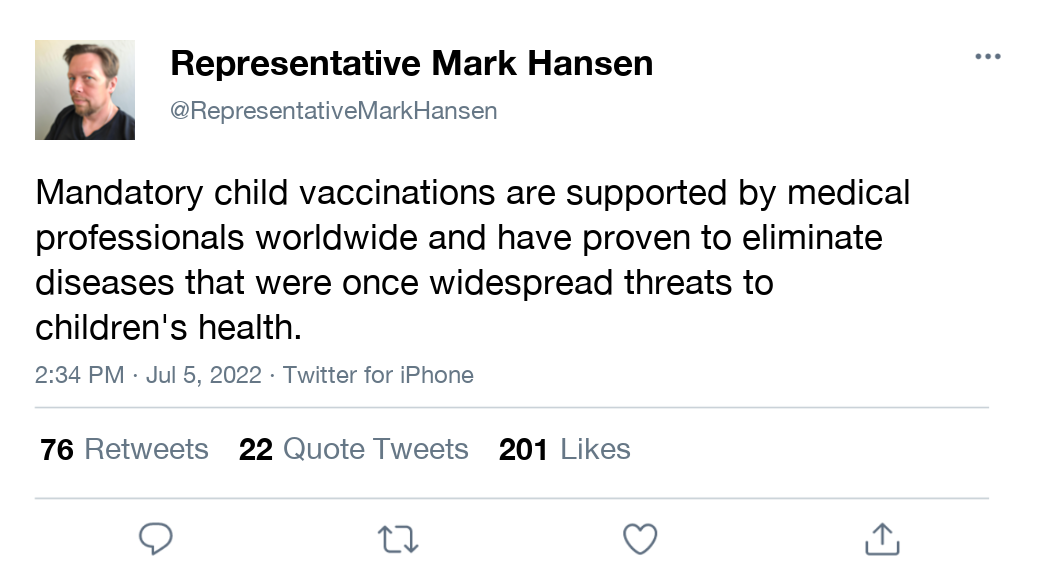 Representative Mark Hansen
@RepresentativeMarkHansen
Mandatory child vaccinations are supported by medical
professionals worldwide and have proven to eliminate
diseases that were once widespread threats to
children's health.
2:34 PM · Jul 5, 2022 · Twitter for iPhone
76 Retweets 22 Quote Tweets 201 Likes